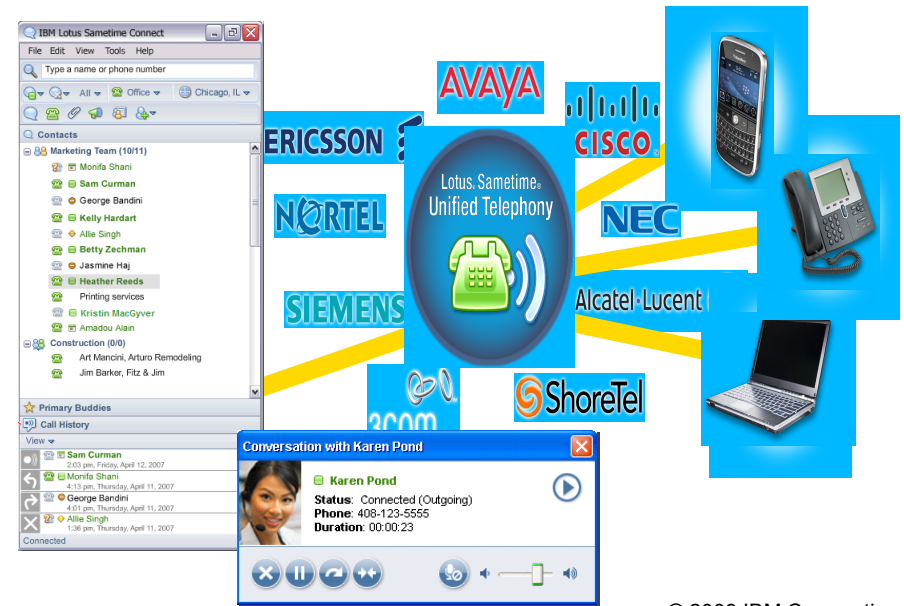 IBM Lotus Sametime Connect
File Edit View Tools Help
Type a name or phone number
All Office Chicago, IL
Contacts
Marketing Team (10/11)
Monifa Shani
Sam Curman
George Bandini
Kelly Hardart
Allie Singh
Betty Zechman
Jasmine Haj
Heather Reeds
Printing services
Kristin MacGyver
Amadou Alain
Construction (0/0)
Art Mancini, Arturo Remodeling
Jim Barker, Fitz & Jim
Primary Buddies
Call History
View
Sam Curman
2:03 pm, Friday, April 12, 2007
Monifa Shani
4:13 pm, Thursday, April 11, 2007
George Bandini
4:01 pm, Thursday, April 11, 2007
Allie Singh
1:36 pm, Thursday, April 11, 2007
Connected
AVAYA
ERICSSON
CISCO
Lotus. Sametime®
Unified Telephony
NORTEL
NEC
SIEMENS
Alcatel·Lucent
3com
ShoreTel
Conversation with Karen Pond
Karen Pond
Status: Connected (Outgoing)
Phone: 408-123-5555
Duration: 00:00:23